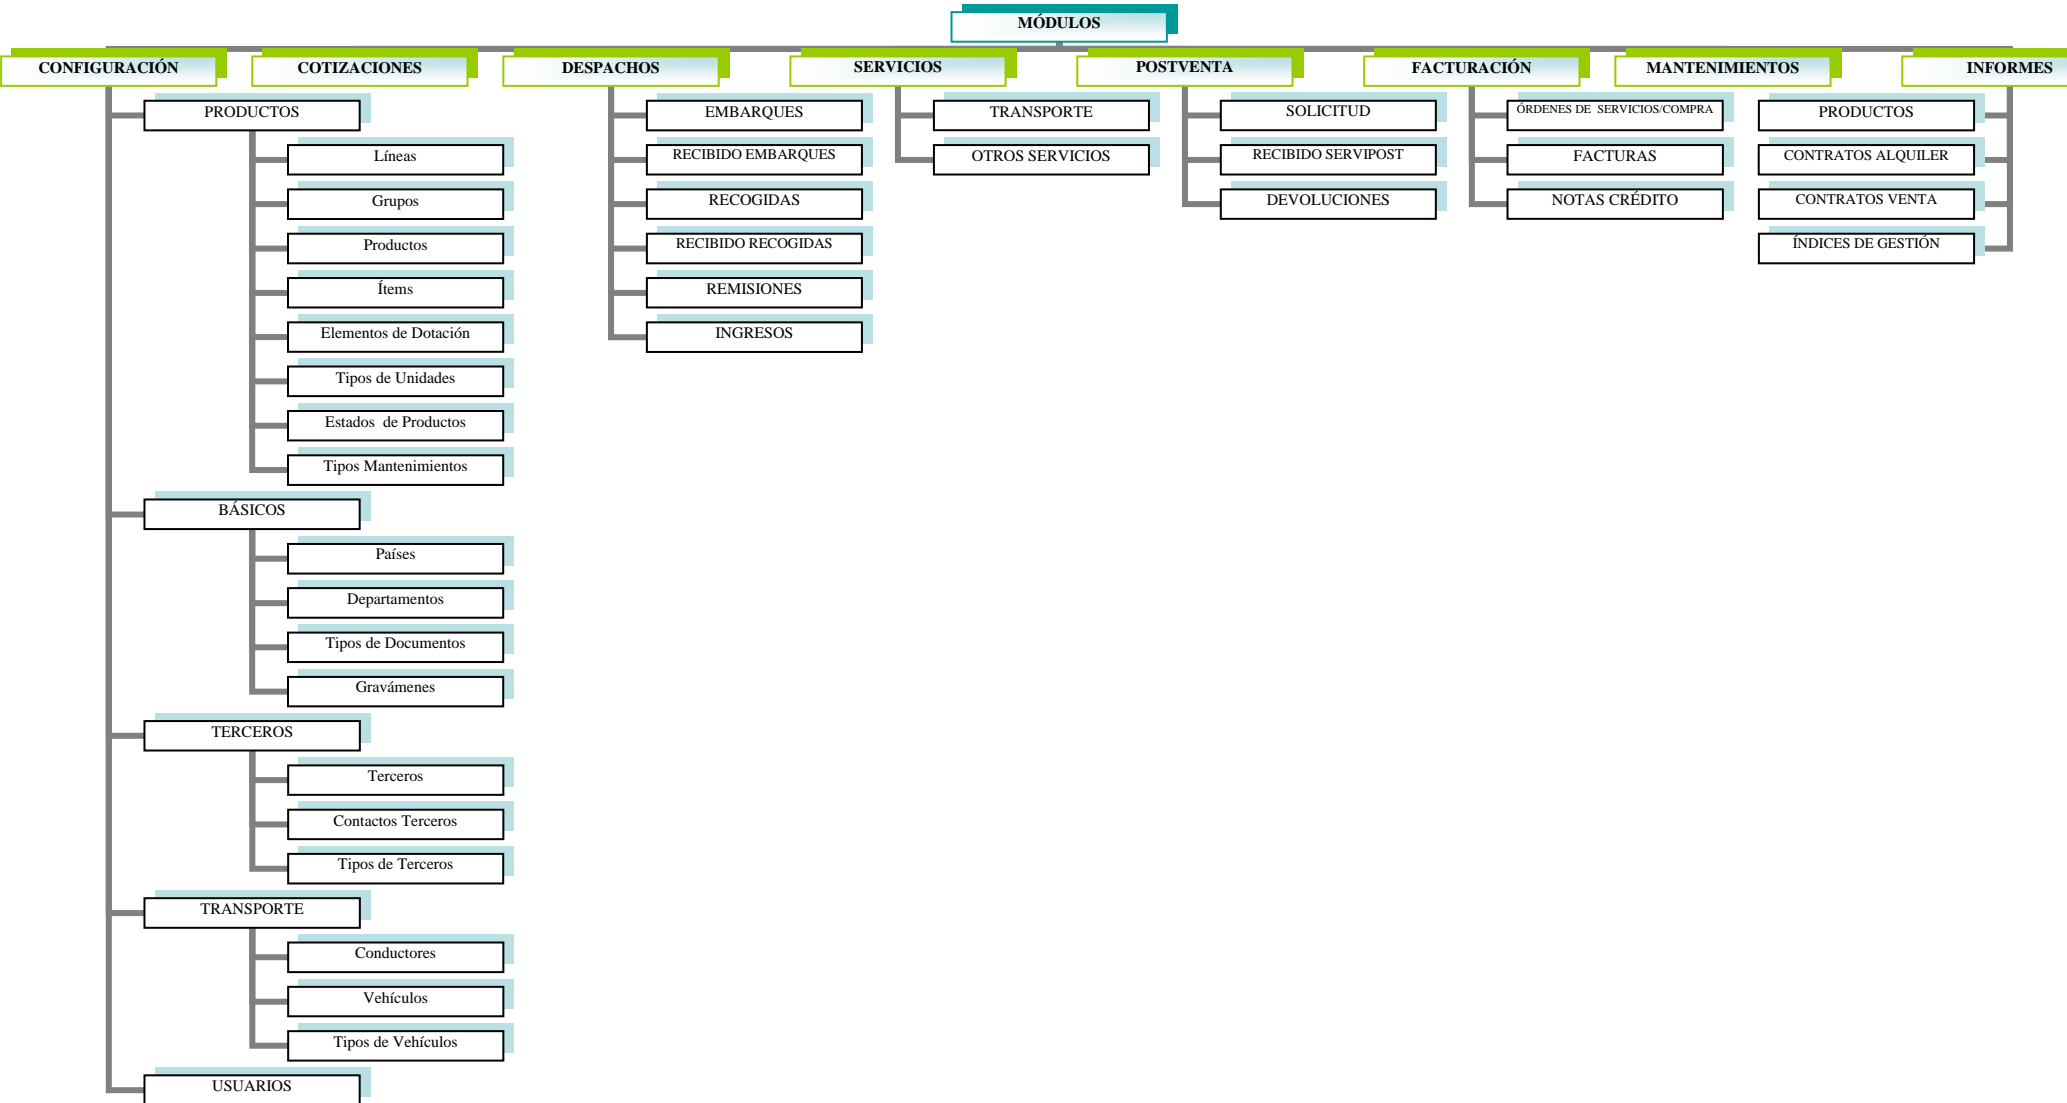 MÓDULOS
CONFIGURACIÓN
COTIZACIONES
DESPACHOS
SERVICIOS
POSTVENTA
FACTURACIÓN
MANTENIMIENTOS
INFORMES
PRODUCTOS
Líneas
Grupos
Productos
Ítems
Elementos de Dotación
Tipos de Unidades
Estados de Productos
Tipos Mantenimientos
BÁSICOS
Países
Departamentos
Tipos de Documentos
Gravámenes
TERCEROS
Terceros
Contactos Terceros
Tipos de Terceros
TRANSPORTE
Conductores
Vehículos
Tipos de Vehículos
USUARIOS
EMBARQUES
RECIBIDO EMBARQUES
RECOGIDAS
RECIBIDO RECOGIDAS
REMISIONES
INGRESOS
TRANSPORTE
OTROS SERVICIOS
SOLICITUD
RECIBIDO SERVIPOST
DEVOLUCIONES
ÓRDENES DE SERVICIOS/COMPRA
FACTURAS
NOTAS CRÉDITO
PRODUCTOS
CONTRATOS ALQUILER
CONTRATOS VENTA
ÍNDICES DE GESTIÓN